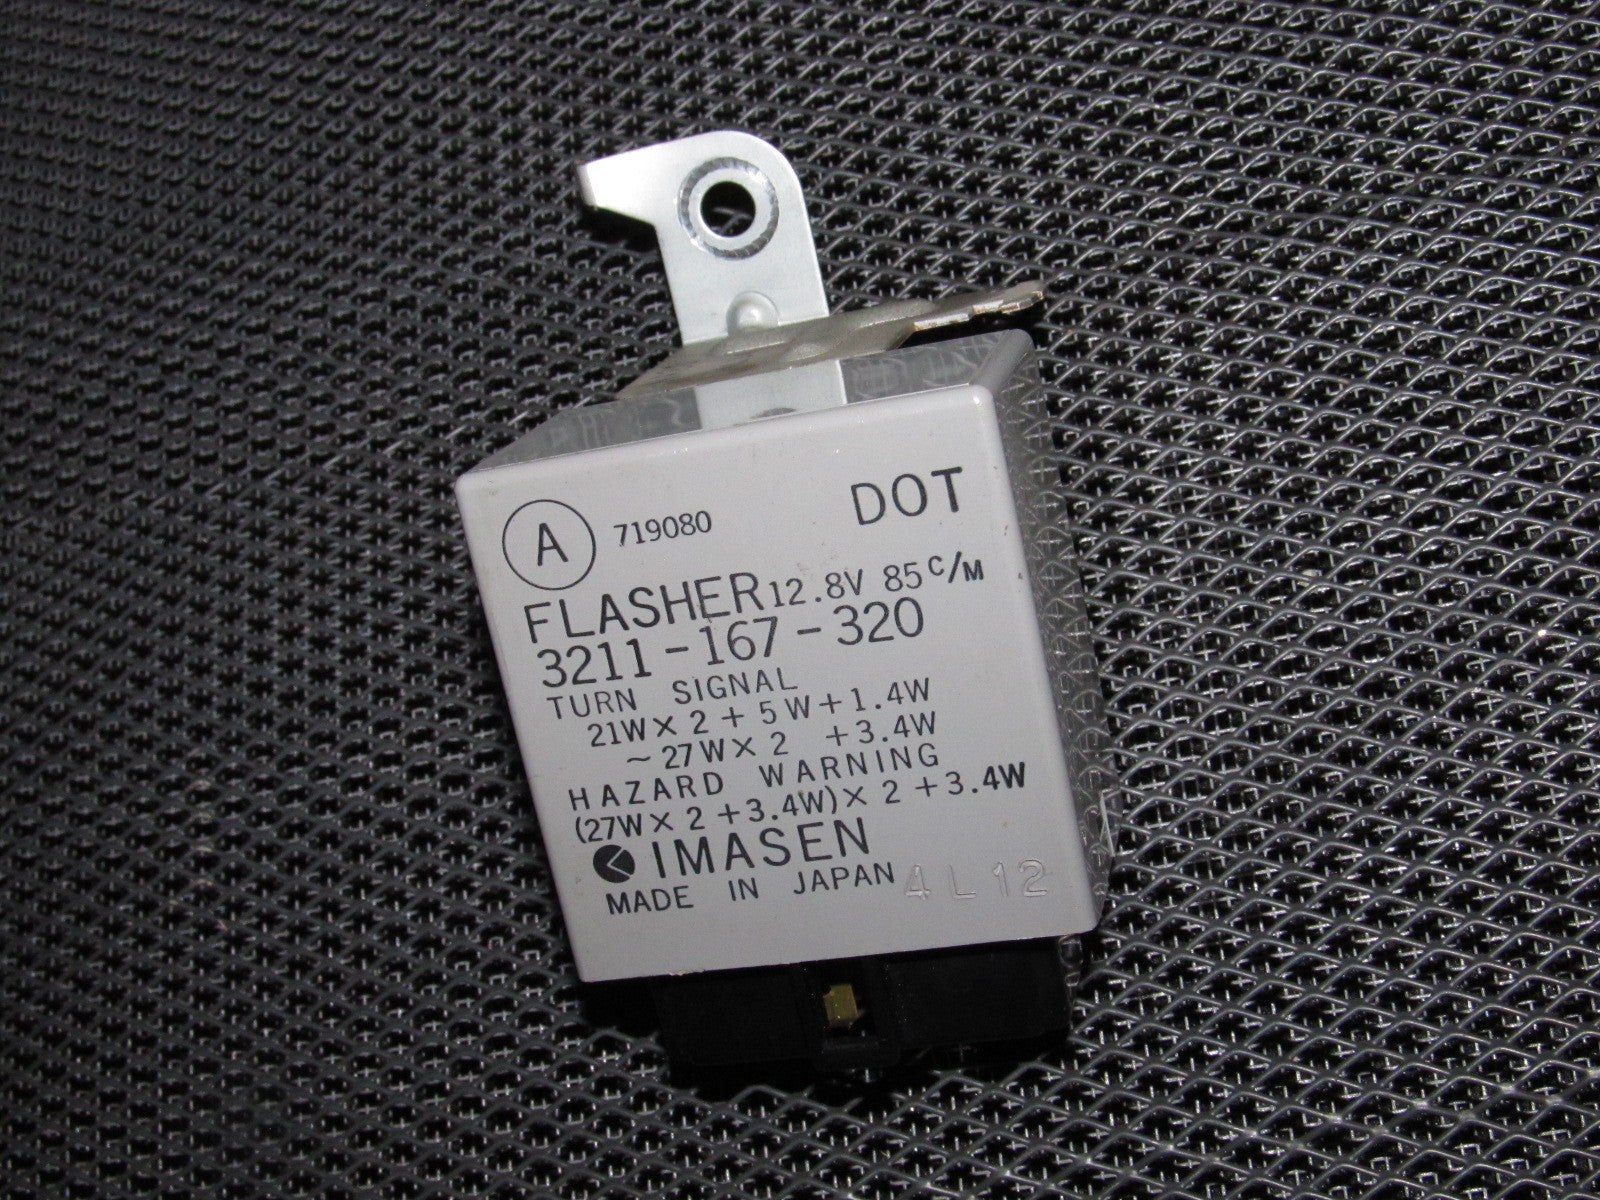 A 719080 DOT
FLASHER 12.8V 85 C/M
3211-167-320
TURN SIGNAL
21W×2+5W+1.4W
~27W×2 +3.4W
HAZARD WARNING
(27W×2+3.4W)×2+3.4W
IMASEN
MADE IN JAPAN 4L12